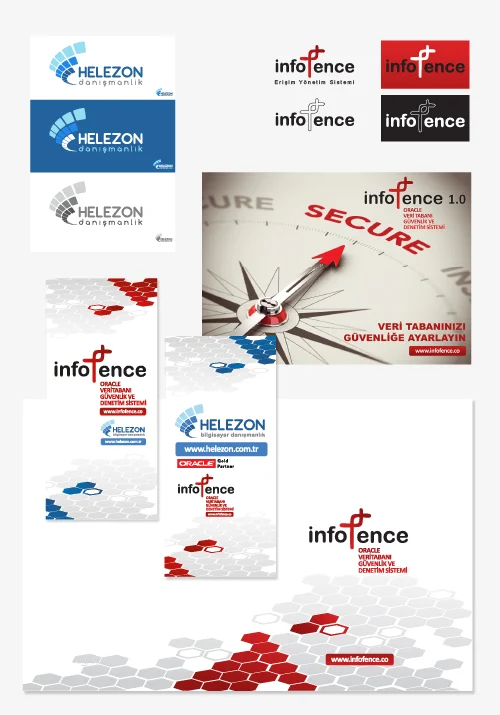 HELEZON
danışmanlık
HELEZON
danışmanlık
HELEZON
danışmanlık
infofence
Erişim Yönetim Sistemi
infofence
infofence
infofence
infofence 1.0
ORACLE
VERİ TABANI
GÜVENLİK VE
DENETİM SİSTEMİ
SECURE
VERİ TABANINIZI
GÜVENLİĞE AYARLAYIN
www.infofence.co
infofence
ORACLE
VERİTABANI
GÜVENLİK VE
DENETİM SİSTEMİ
www.infofence.co
HELEZON
bilgisayar danışmanlık
www.helezon.com.tr
HELEZON
bilgisayar danışmanlık
www.helezon.com.tr
ORACLE Gold
Partner
infofence
ORACLE
VERİTABANI
GÜVENLİK VE
DENETİM SİSTEMİ
www.infofence.co
infofence
ORACLE
VERİTABANI
GÜVENLİK VE
DENETİM SİSTEMİ
www.infofence.co